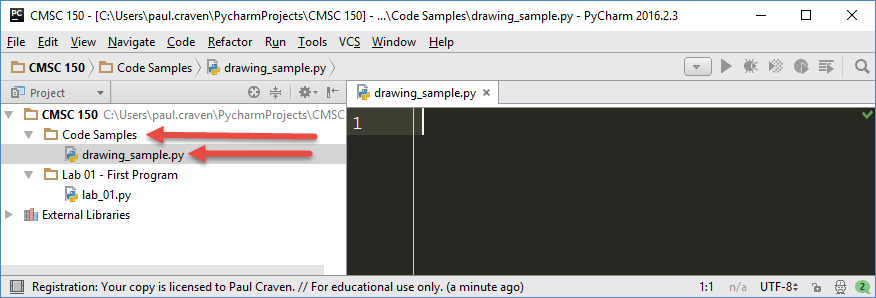 PC CMSC 150 - [C:\Users\paul.craven\PycharmProjects\CMSC 150] - ...\Code Samples\drawing_sample.py - PyCharm 2016.2.3
File Edit View Navigate Code Refactor Run Tools VCS Window Help
CMSC 150 Code Samples drawing_sample.py
Project
drawing_sample.py
CMSC 150 C:\Users\paul.craven\PycharmProjects\CMSC
Code Samples
drawing_sample.py
Lab 01 - First Program
lab_01.py
External Libraries
1
Registration: Your copy is licensed to Paul Craven. // For educational use only. (a minute ago) 1:1 n/a UTF-8 2